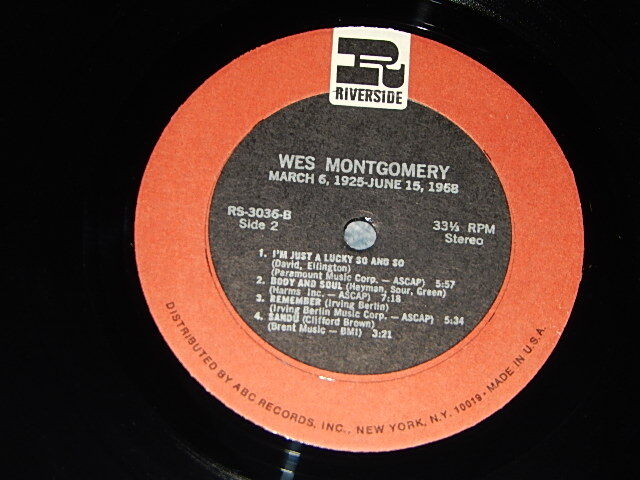 RIVERSIDE
WES MONTGOMERY
MARCH 6, 1925-JUNE 15, 1968
RS-3036-B
Side 2
33⅓ RPM
Stereo
1. I'M JUST A LUCKY SO AND SO
(David, Ellington)
(Paramount Music Corp. — ASCAP) 5:57
2. BODY AND SOUL (Heyman, Sour, Green)
(Harms Inc. — ASCAP) 7:18
3. REMEMBER (Irving Berlin)
(Irving Berlin Music Corp. — ASCAP) 5:34
4. SANDU (Clifford Brown)
(Brent Music — BMI) 3:21
DISTRIBUTED BY ABC RECORDS, INC., NEW YORK, N.Y. 10019 - MADE IN U.S.A.